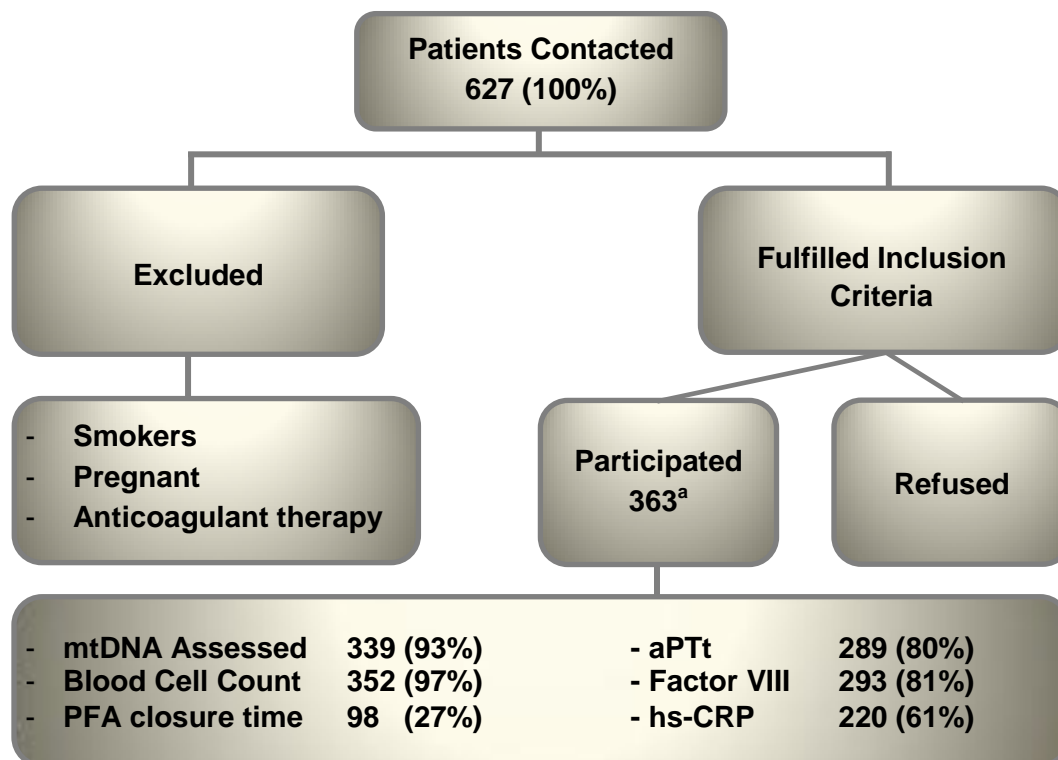 Patients Contacted
627 (100%)
Excluded
Fulfilled Inclusion
Criteria
- Smokers
- Pregnant
- Anticoagulant therapy
Participated
363ᵃ
Refused
- mtDNA Assessed 339 (93%) - aPTt 289 (80%)
- Blood Cell Count 352 (97%) - Factor VIII 293 (81%)
- PFA closure time 98 (27%) - hs-CRP 220 (61%)